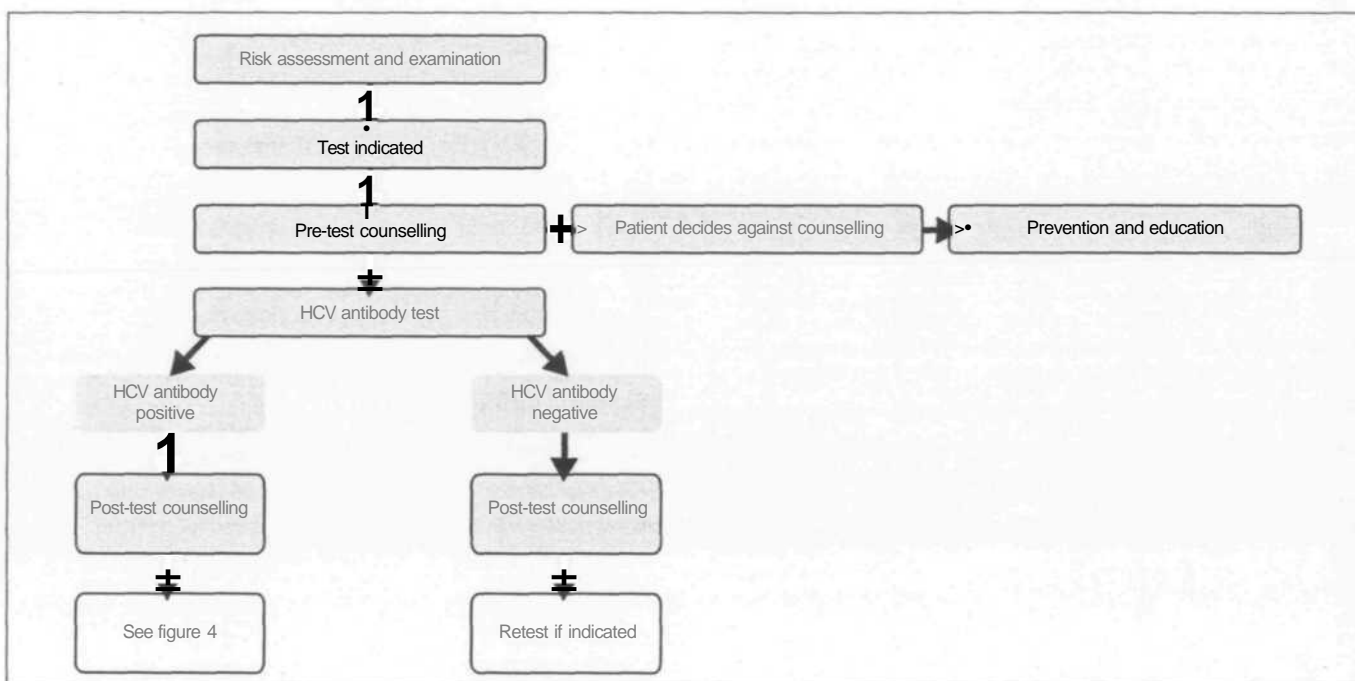 Risk assessment and examination
Test indicated
Pre-test counselling
Patient decides against counselling
Prevention and education
HCV antibody test
HCV antibody
positive
HCV antibody
negative
Post-test counselling
Post-test counselling
See figure 4
Retest if indicated